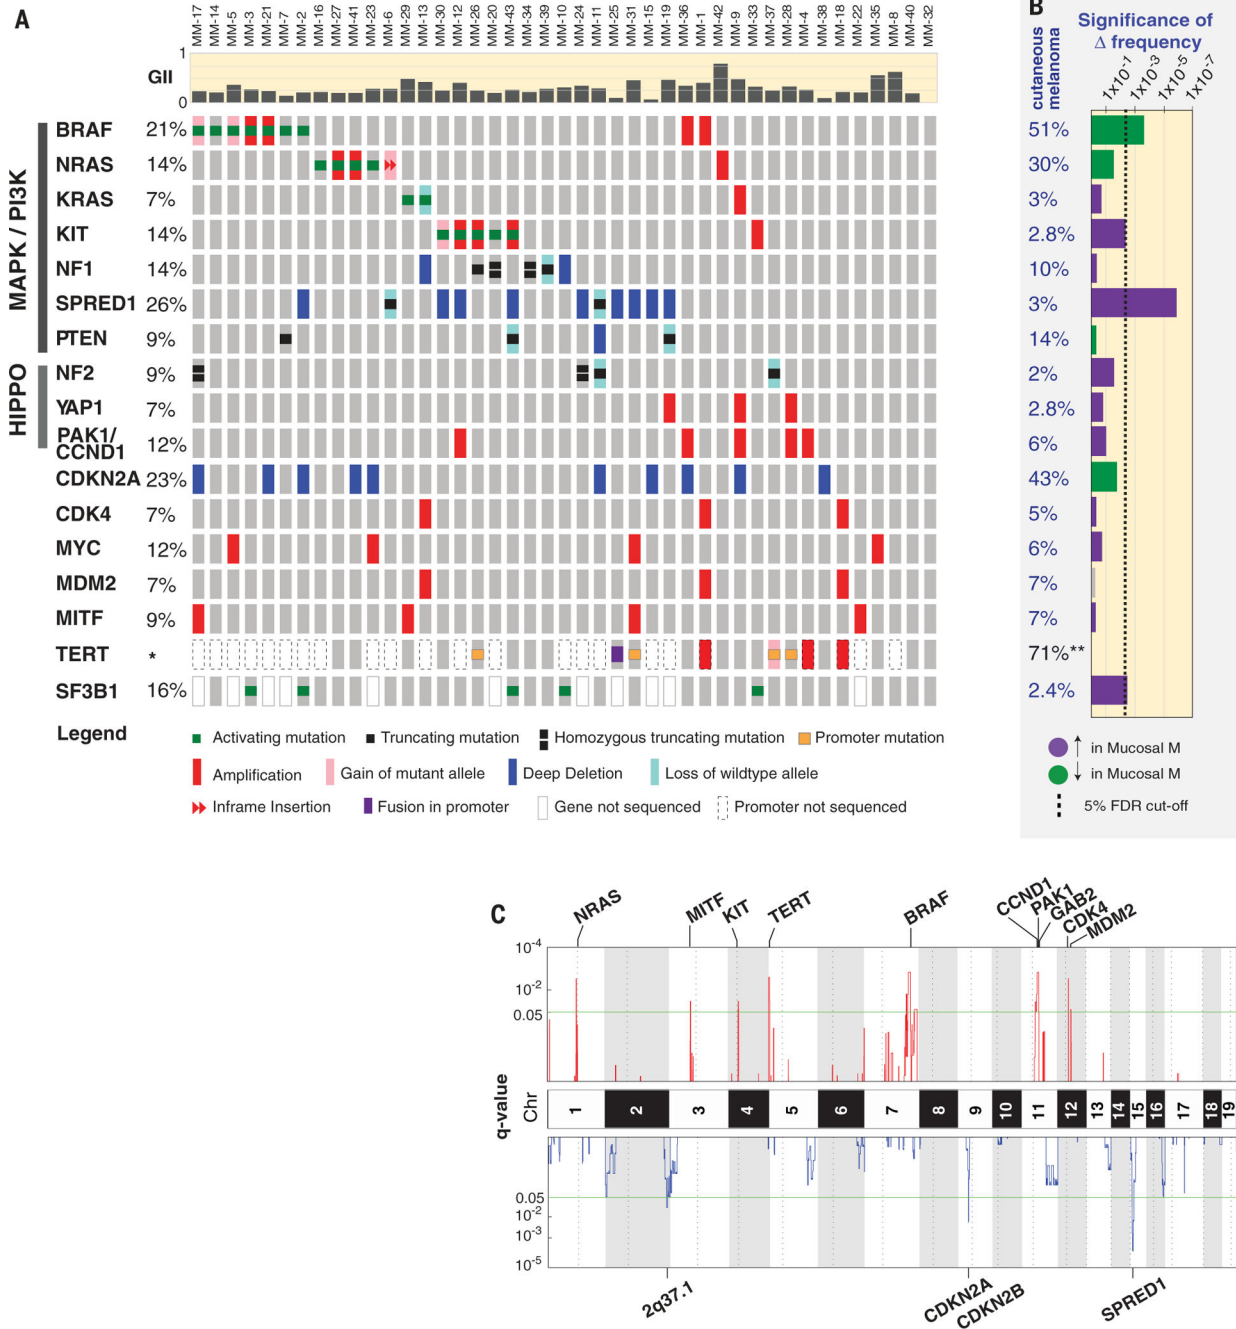 A
MM-17 MM-14 MM-5 MM-3 MM-21 MM-7 MM-2 MM-16 MM-27 MM-41 MM-23 MM-6 MM-29 MM-13 MM-30 MM-12 MM-26 MM-20 MM-43 MM-34 MM-39 MM-10 MM-24 MM-11 MM-25 MM-31 MM-15 MM-19 MM-36 MM-1 MM-42 MM-9 MM-33 MM-37 MM-28 MM-4 MM-38 MM-18 MM-22 MM-35 MM-8 MM-40 MM-32
GII
1
0
MAPK / PI3K
BRAF 21%
NRAS 14%
KRAS 7%
KIT 14%
NF1 14%
SPRED1 26%
PTEN 9%
HIPPO
NF2 9%
YAP1 7%
PAK1/
CCND1 12%
CDKN2A 23%
CDK4 7%
MYC 12%
MDM2 7%
MITF 9%
TERT *
SF3B1 16%
Legend
Activating mutation
Truncating mutation
Homozygous truncating mutation
Promoter mutation
Amplification
Gain of mutant allele
Deep Deletion
Loss of wildtype allele
Inframe Insertion
Fusion in promoter
Gene not sequenced
Promoter not sequenced
B
Significance of
Δ frequency
cutaneous
melanoma
1x10⁻¹
1x10⁻³
1x10⁻⁵
1x10⁻⁷
51%
30%
3%
2.8%
10%
3%
14%
2%
2.8%
6%
43%
5%
6%
7%
7%
71%**
2.4%
↑ in Mucosal M
↓ in Mucosal M
5% FDR cut-off
C
NRAS
MITF
KIT
TERT
BRAF
CCND1
PAK1
GAB2
CDK4
MDM2
10⁻⁴
10⁻²
0.05
q-value
Chr
1 2 3 4 5 6 7 8 9 10 11 12 13 14 15 16 17 18 19
0.05
10⁻²
10⁻³
10⁻⁵
2q37.1
CDKN2A
CDKN2B
SPRED1